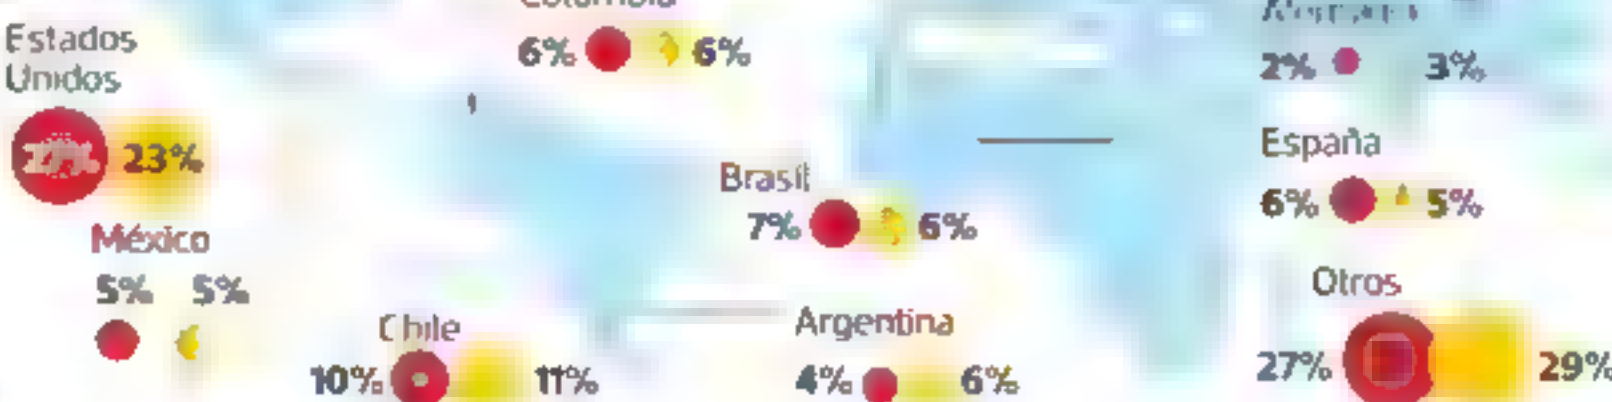 Colombia
6% 6%
Estados
Unidos
23%
México
5% 5%
Chile
10% 11%
Brasil
7% 6%
Argentina
4% 6%
2% 3%
España
6% 5%
Otros
27% 29%